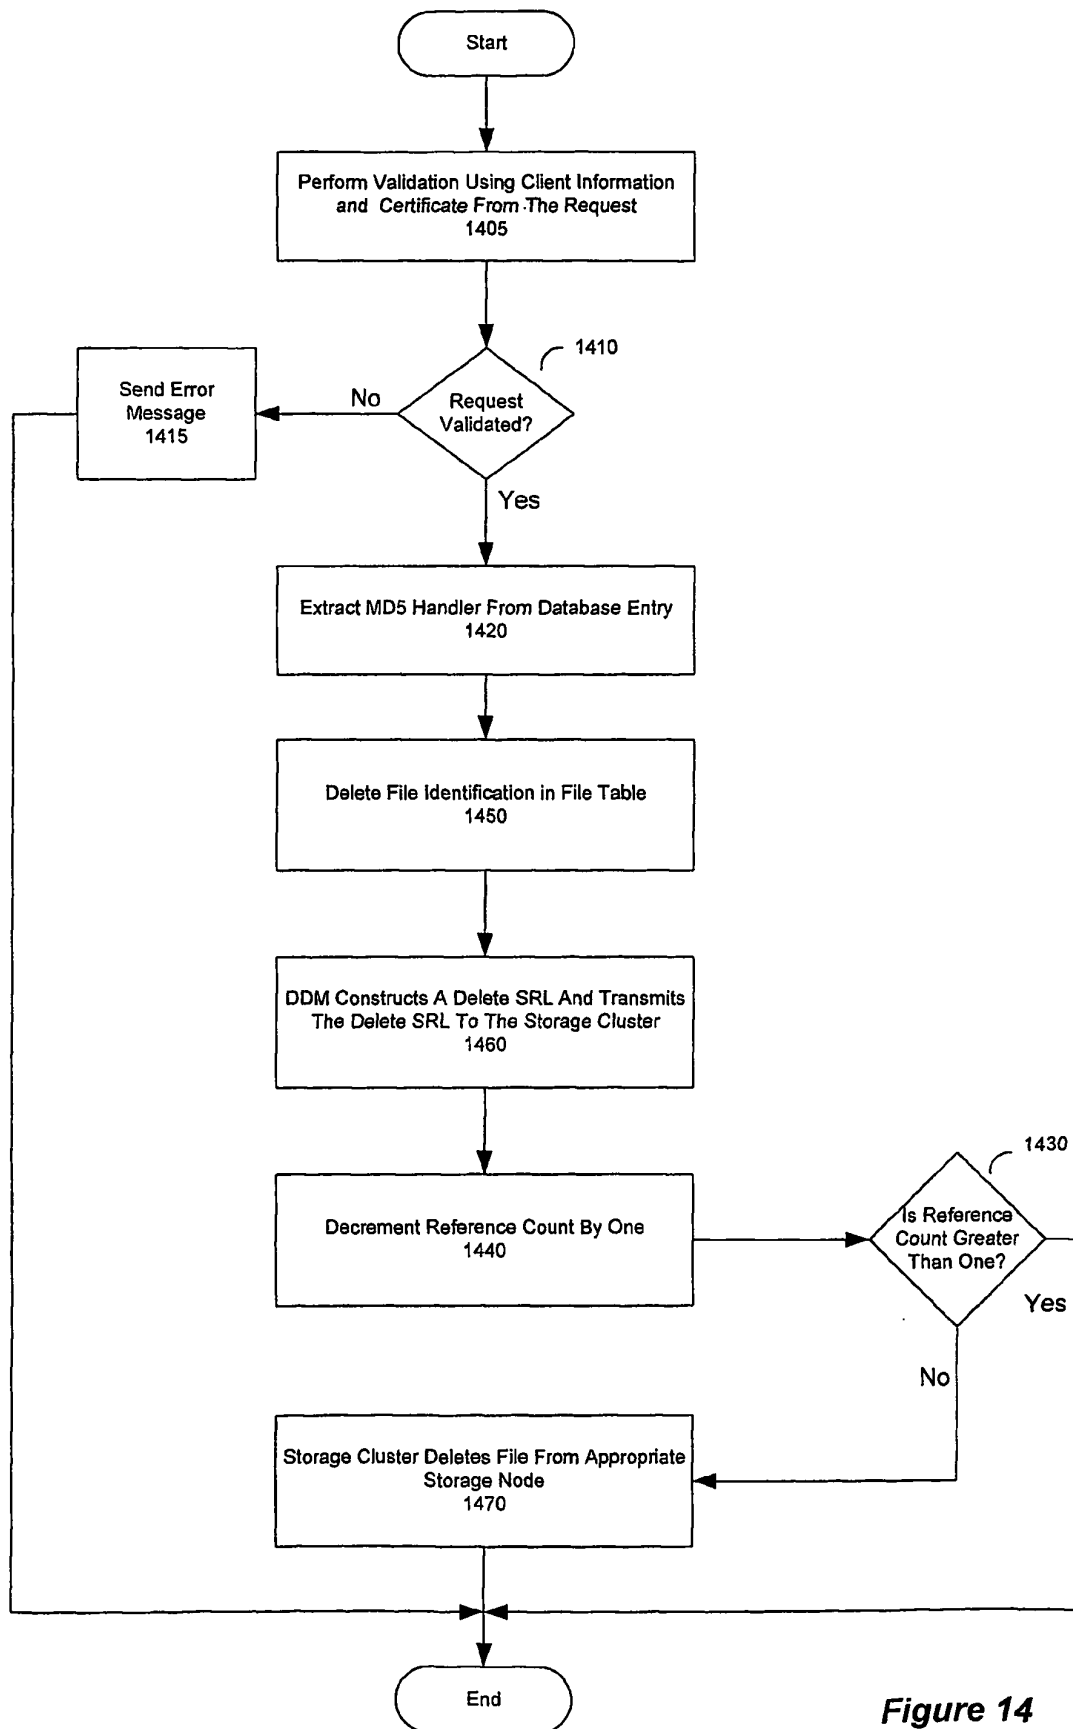 Start
Perform Validation Using Client Information
and Certificate From The Request
1405
1410
Request
Validated?
No
Send Error
Message
1415
Yes
Extract MD5 Handler From Database Entry
1420
Delete File Identification in File Table
1450
DDM Constructs A Delete SRL And Transmits
The Delete SRL To The Storage Cluster
1460
Decrement Reference Count By One
1440
1430
Is Reference
Count Greater
Than One?
Yes
No
Storage Cluster Deletes File From Appropriate
Storage Node
1470
End
Figure 14